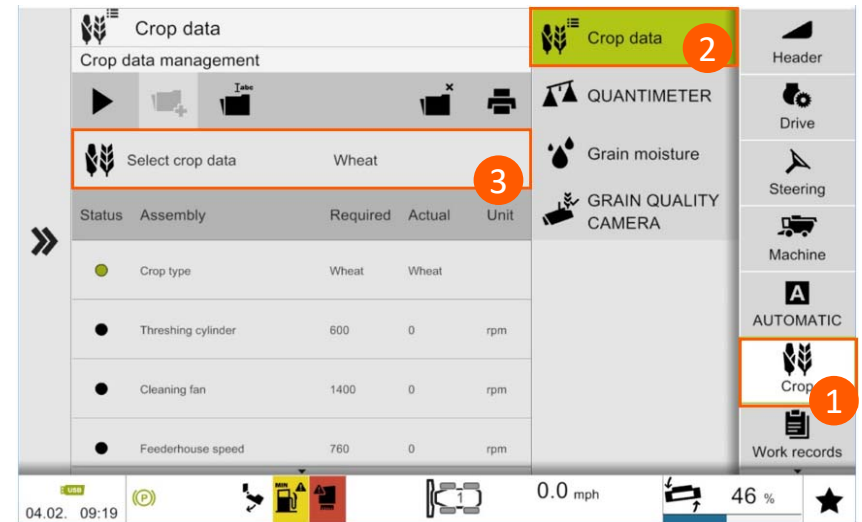 Crop data
Crop data management
Iabc
Select crop data Wheat
3
Status Assembly Required Actual Unit
Crop type Wheat Wheat
Threshing cylinder 600 0 rpm
Cleaning fan 1400 0 rpm
Feederhouse speed 760 0 rpm
Crop data
2
QUANTIMETER
Grain moisture
GRAIN QUALITY
CAMERA
Header
Drive
Steering
Machine
A
AUTOMATIC
Crop
1
Work records
USB
04.02. 09:19
(P)
MIN
1
0.0 mph
46 %